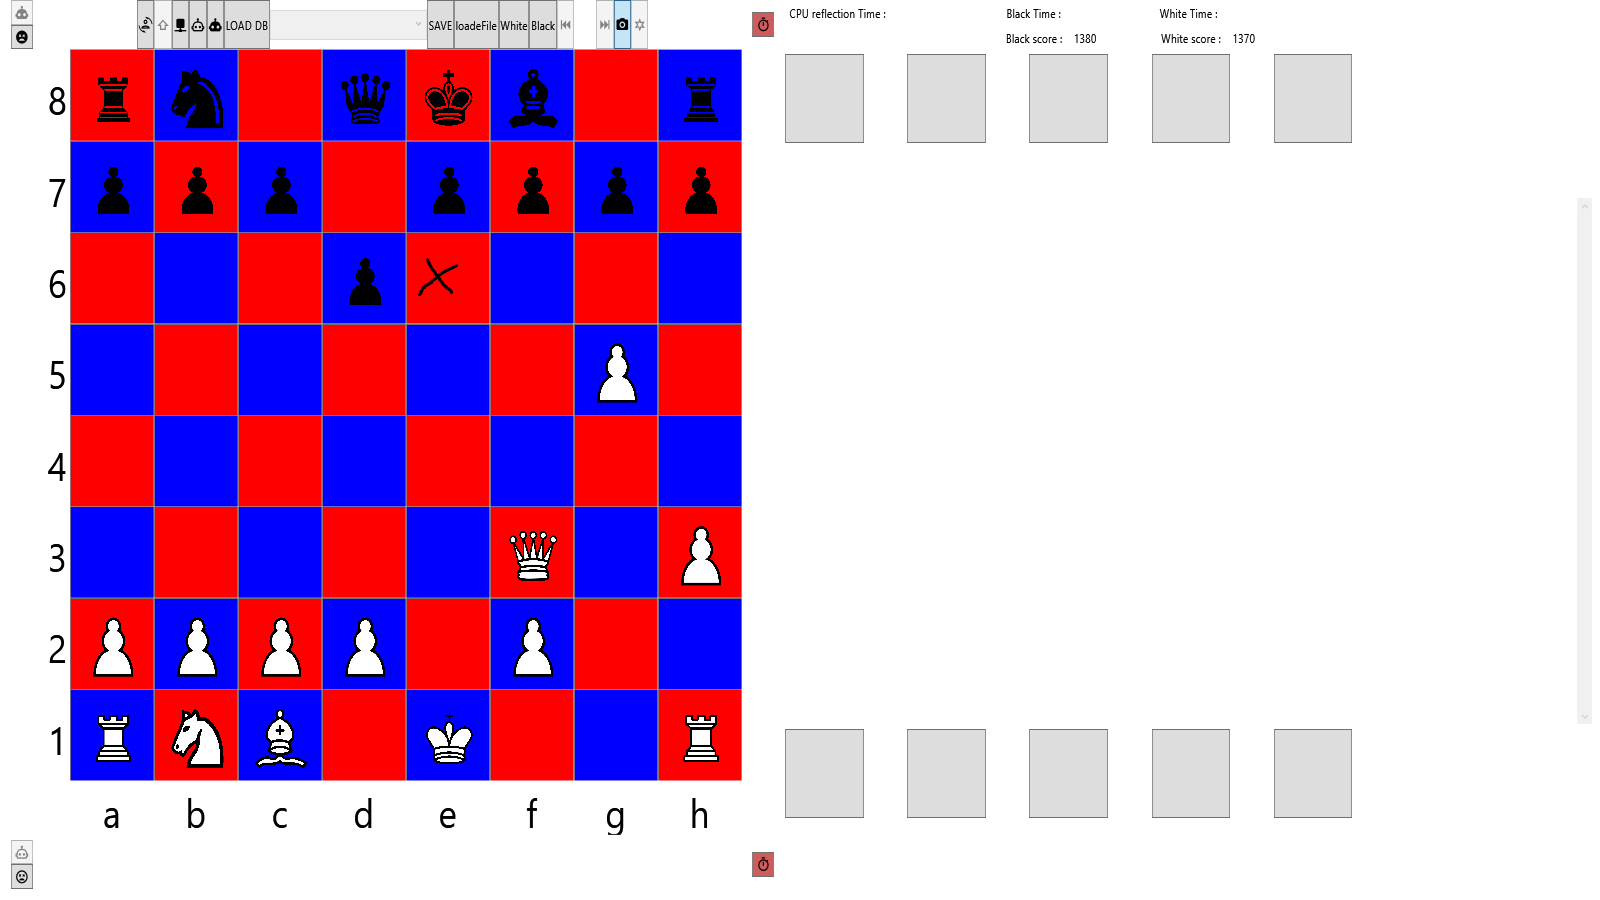 LOAD DB SAVE loadeFile White Black
CPU reflection Time : Black Time : White Time :
Black score : 1380 White score : 1370
8
7
6
5
4
3
2
1
a b c d e f g h